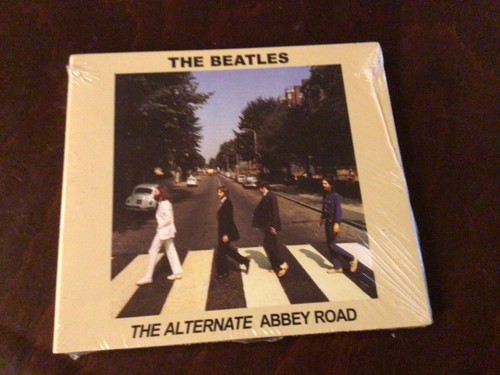 THE BEATLES
THE ALTERNATE ABBEY ROAD